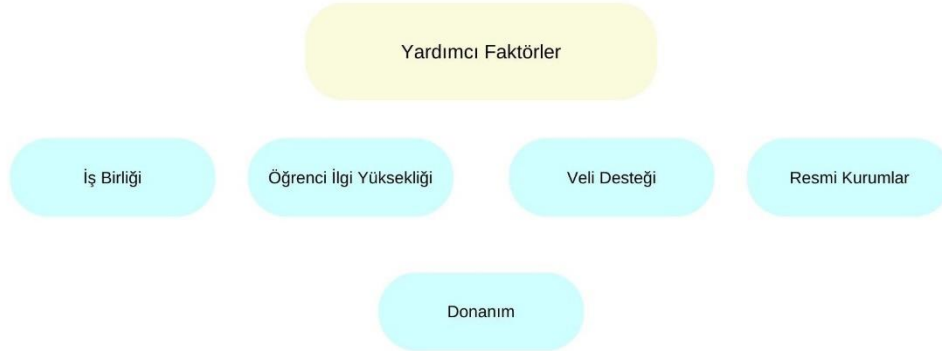 Yardımcı Faktörler
İş Birliği
Öğrenci İlgi Yüksekliği
Veli Desteği
Resmi Kurumlar
Donanım